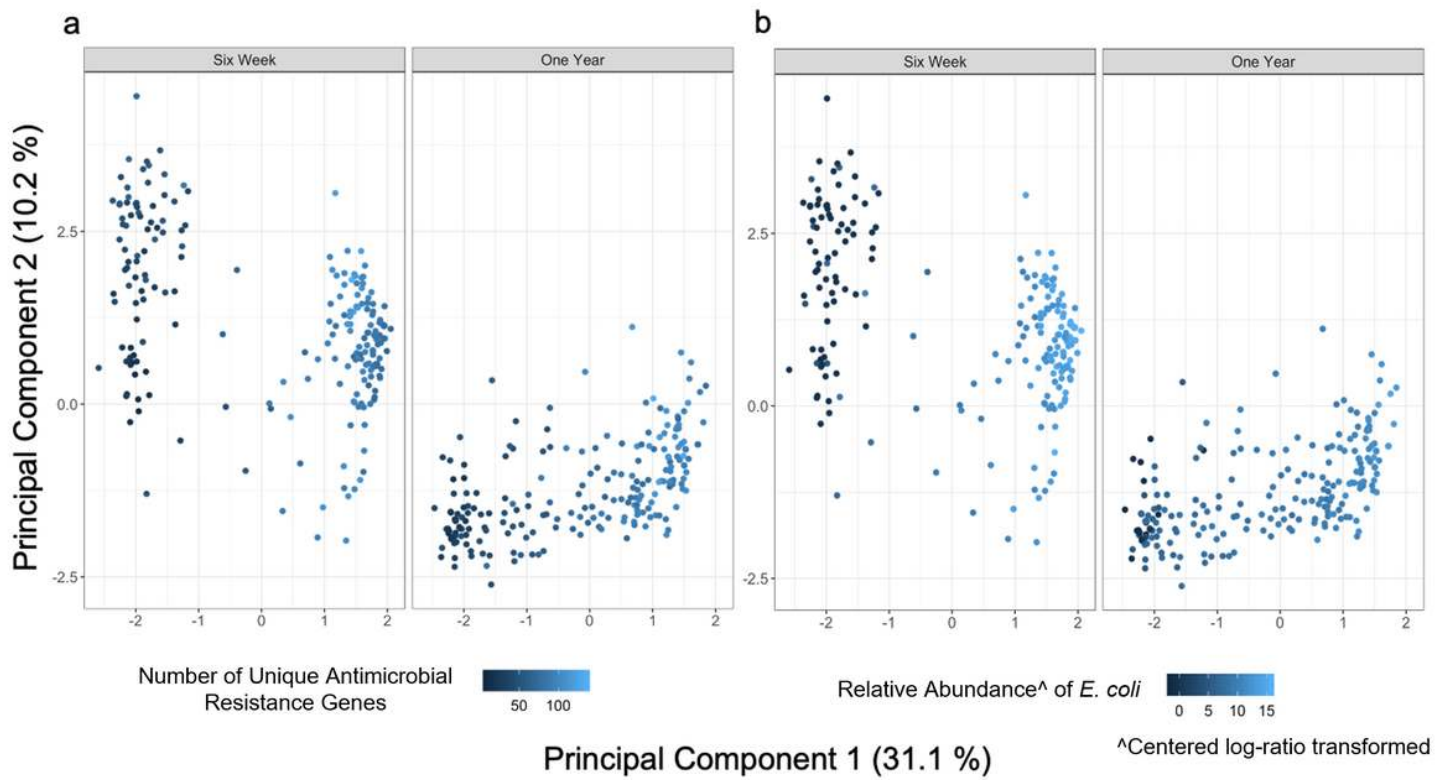 a
b
Six Week
One Year
Six Week
One Year
Principal Component 2 (10.2 %)
2.5
0.0
-2.5
2.5
0.0
-2.5
-2 -1 0 1 2
-2 -1 0 1 2
-2 -1 0 1 2
-2 -1 0 1 2
Number of Unique Antimicrobial
Resistance Genes
50 100
Relative Abundance^ of E. coli
0 5 10 15
^Centered log-ratio transformed
Principal Component 1 (31.1 %)